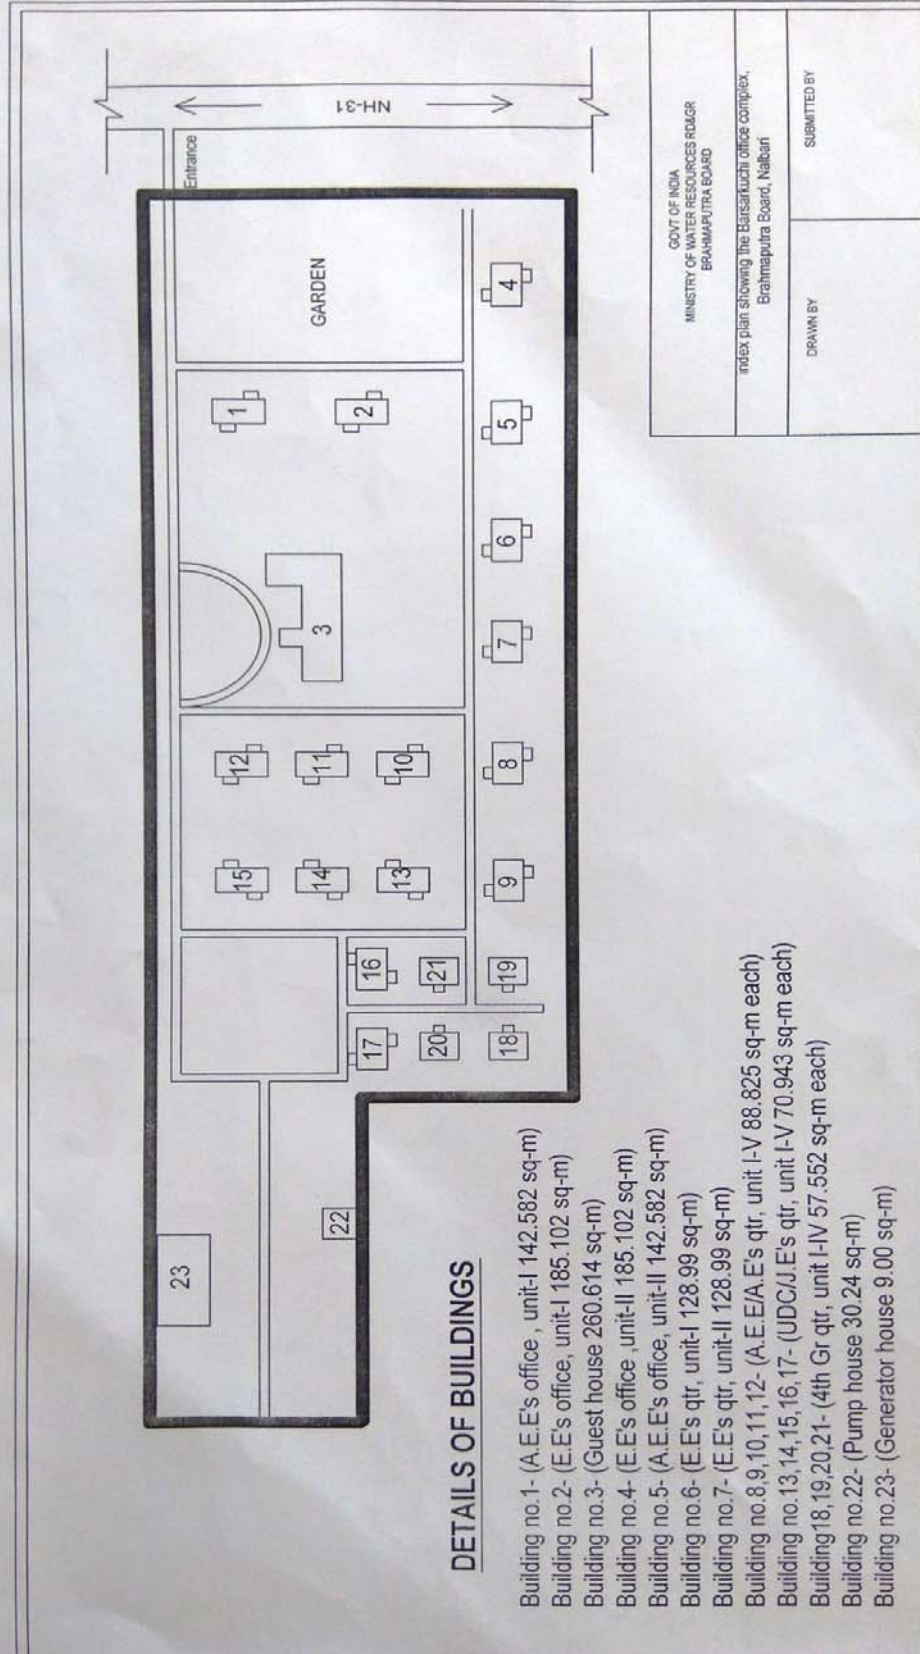 NH-31
Entrance
GARDEN
1
2
3
4
5
6
7
8
9
10
11
12
13
14
15
16
17
18
19
20
21
22
23
DETAILS OF BUILDINGS
Building no.1- (A.E.E's office , unit-I 142.582 sq-m)
Building no.2- (E.E's office, unit-I 185.102 sq-m)
Building no.3- (Guest house 260.614 sq-m)
Building no.4- (E.E's office ,unit-II 185.102 sq-m)
Building no.5- (A.E.E's office, unit-II 142.582 sq-m)
Building no.6- (E.E's qtr, unit-I 128.99 sq-m)
Building no.7- (E.E's qtr, unit-II 128.99 sq-m)
Building no.8,9,10,11,12- (A.E.E/A.E's qtr, unit I-V 88.825 sq-m each)
Building no.13,14,15,16,17- (UDC/J.E's qtr, unit I-V 70.943 sq-m each)
Building18,19,20,21- (4th Gr qtr, unit I-IV 57.552 sq-m each)
Building no.22- (Pump house 30.24 sq-m)
Building no.23- (Generator house 9.00 sq-m)
GOVT OF INDIA
MINISTRY OF WATER RESOURCES RD&GR
BRAHMAPUTRA BOARD
index plan showing the Barsarkuchi office complex,
Brahmaputra Board, Nalbari
DRAWN BY
SUBMITTED BY